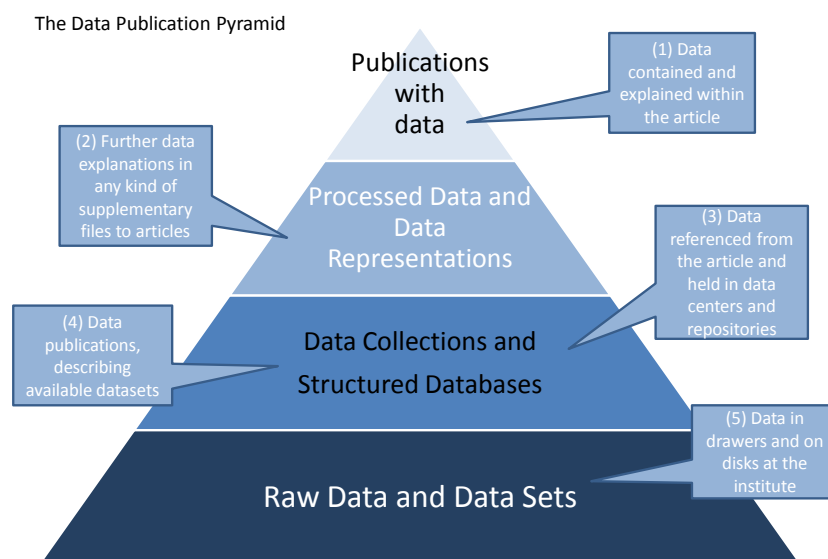 The Data Publication Pyramid
Publications
with
data
(1) Data
contained and
explained within
the article
(2) Further data
explanations in
any kind of
supplementary
files to articles
Processed Data and
Data
Representations
(3) Data
referenced from
the article and
held in data
centers and
repositories
(4) Data
publications,
describing
available datasets
Data Collections and
Structured Databases
(5) Data in
drawers and on
disks at the
institute
Raw Data and Data Sets